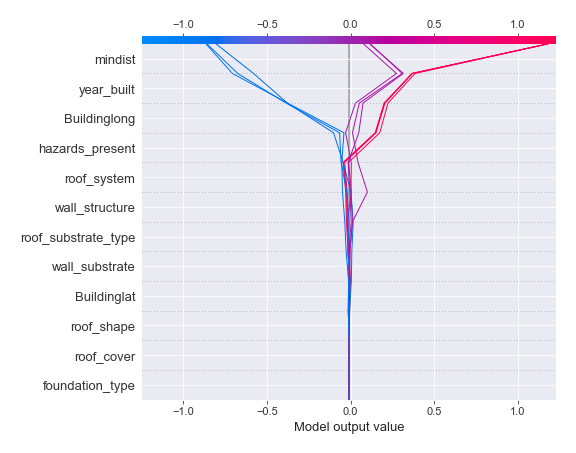 −1.0 −0.5 0.0 0.5 1.0
mindist
year_built
Buildinglong
hazards_present
roof_system
wall_structure
roof_substrate_type
wall_substrate
Buildinglat
roof_shape
roof_cover
foundation_type
−1.0 −0.5 0.0 0.5 1.0
Model output value